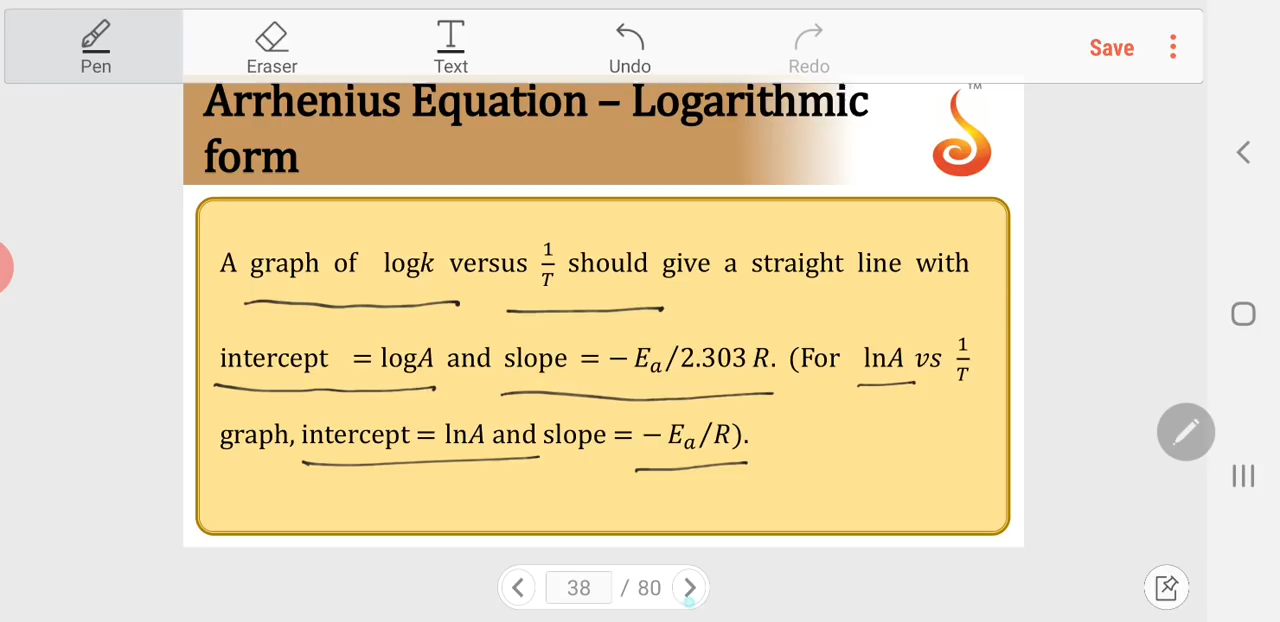 Pen
Eraser
Text
Undo
Redo
Save
Arrhenius Equation – Logarithmic
form
TM
A graph of logk versus 1/T should give a straight line with
intercept = logA and slope = − Eₐ/2.303 R. (For lnA vs 1/T
graph, intercept = lnA and slope = − Eₐ/R).
38 / 80